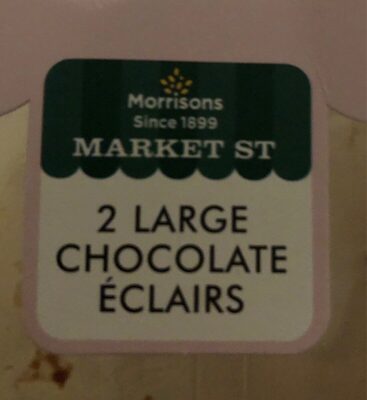 Morrisons
Since 1899
MARKET ST
2 LARGE
CHOCOLATE
ÉCLAIRS